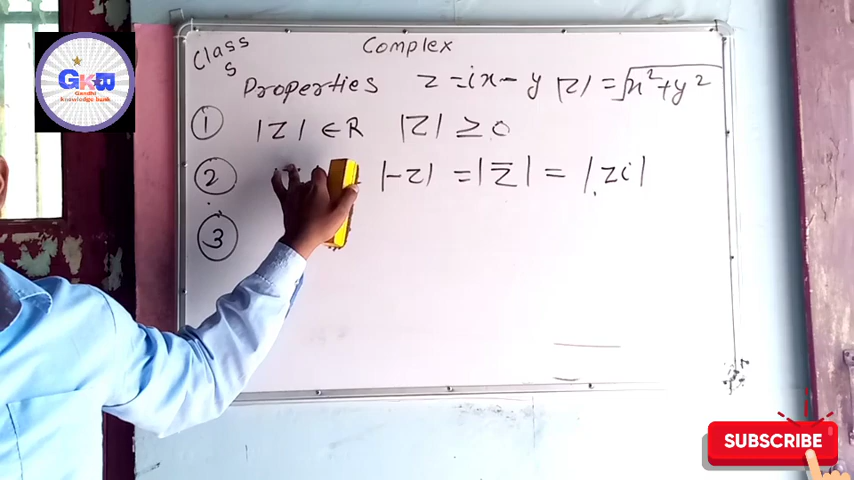 Class 5
Complex
GKB
Gandhi
knowledge bank
Properties z = ix - y |z| = √x² + y²
① |z| ∈ R |z| ≥ 0
② |-z| = |z̅| = |zi|
③
SUBSCRIBE